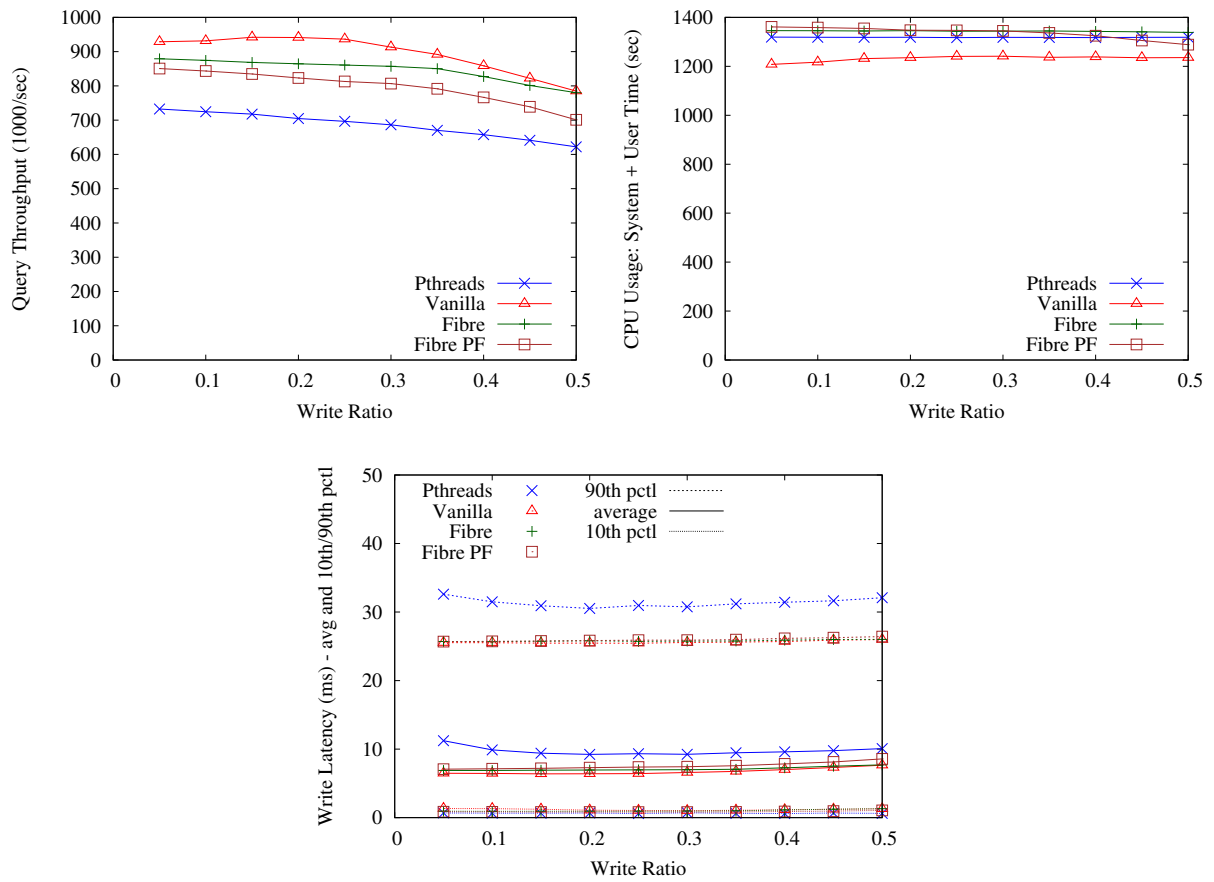 Query Throughput (1000/sec)
1000
900
800
700
600
500
400
300
200
100
0
Pthreads
Vanilla
Fibre
Fibre PF
0 0.1 0.2 0.3 0.4 0.5
Write Ratio
CPU Usage: System + User Time (sec)
1400
1200
1000
800
600
400
200
0
Pthreads
Vanilla
Fibre
Fibre PF
0 0.1 0.2 0.3 0.4 0.5
Write Ratio
Write Latency (ms) - avg and 10th/90th pctl
50
40
30
20
10
0
Pthreads 90th pctl
Vanilla average
Fibre 10th pctl
Fibre PF
0 0.1 0.2 0.3 0.4 0.5
Write Ratio